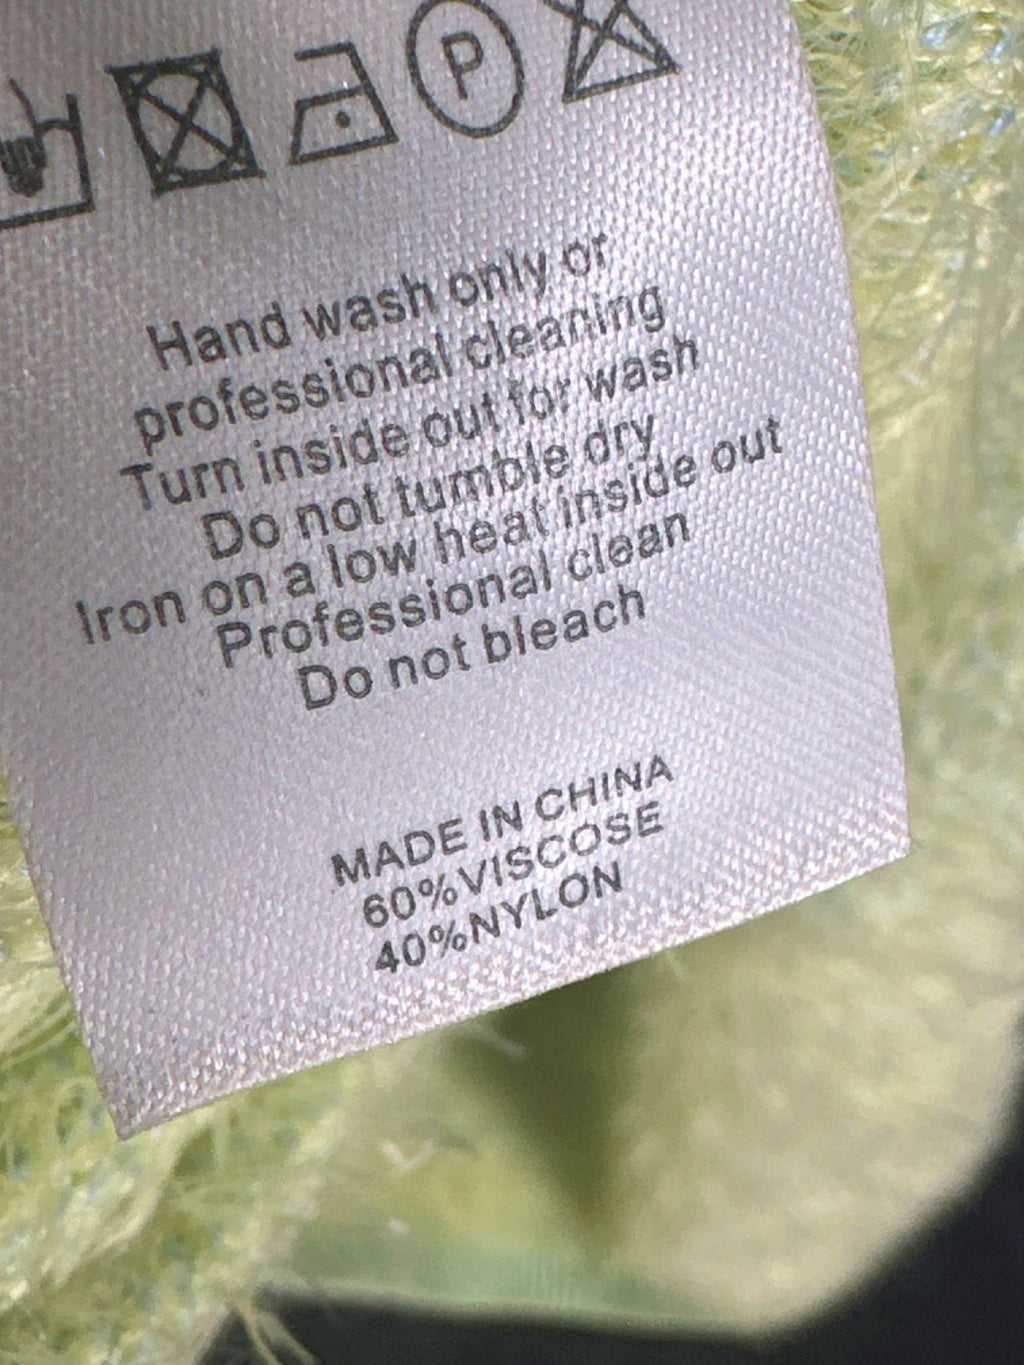 P
Hand wash only or
professional cleaning
Turn inside out for wash
Do not tumble dry
Iron on a low heat inside out
Professional clean
Do not bleach
MADE IN CHINA
60%VISCOSE
40%NYLON